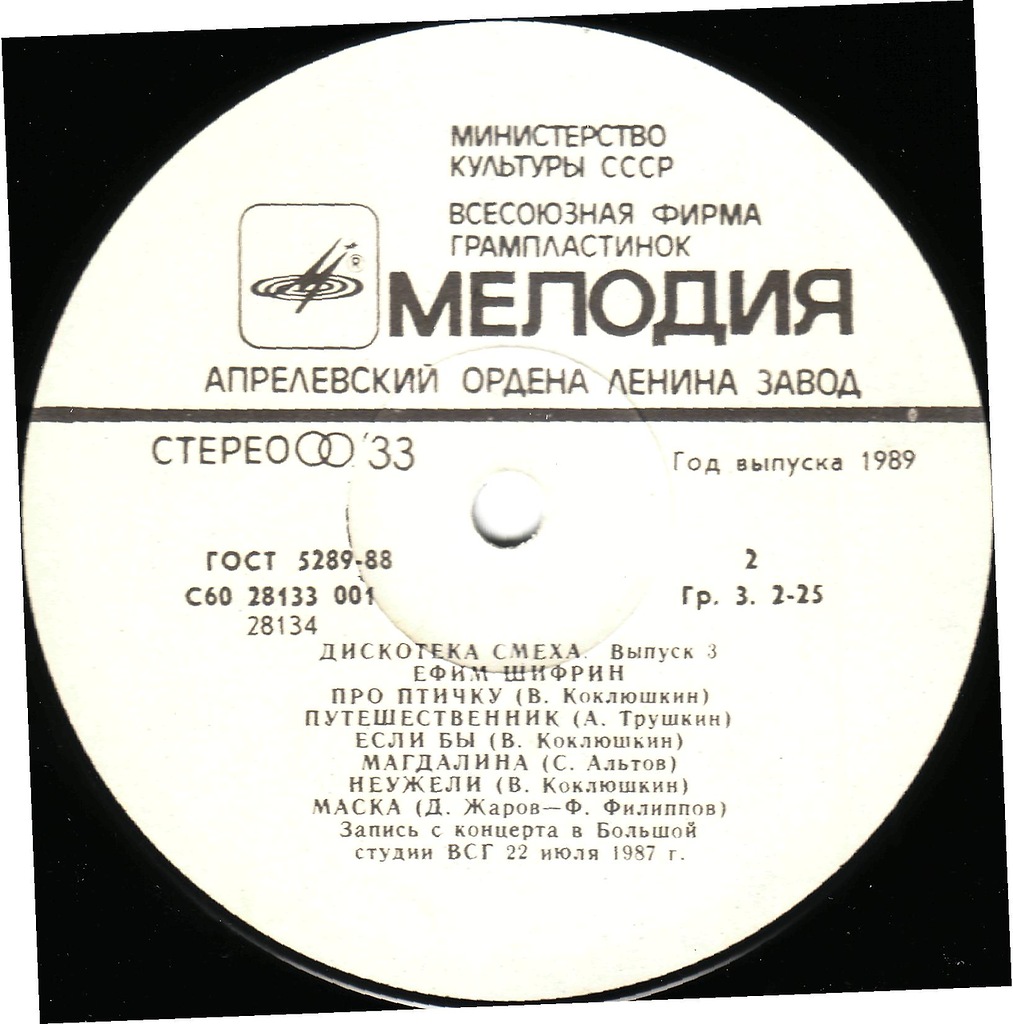 МИНИСТЕРСТВО
КУЛЬТУРЫ СССР
ВСЕСОЮЗНАЯ ФИРМА
ГРАМПЛАСТИНОК
®
МЕЛОДИЯ
АПРЕЛЕВСКИЙ ОРДЕНА ЛЕНИНА ЗАВОД
СТЕРЕО '33
Год выпуска 1989
ГОСТ 5289-88 2
С60 28133 001 Гр. 3. 2-25
28134
ДИСКОТЕКА СМЕХА. Выпуск 3
ЕФИМ ШИФРИН
ПРО ПТИЧКУ (В. Коклюшкин)
ПУТЕШЕСТВЕННИК (А. Трушкин)
ЕСЛИ БЫ (В. Коклюшкин)
МАГДАЛИНА (С. Альтов)
НЕУЖЕЛИ (В. Коклюшкин)
МАСКА (Д. Жаров—Ф. Филиппов)
Запись с концерта в Большой
студии ВСГ 22 июля 1987 г.